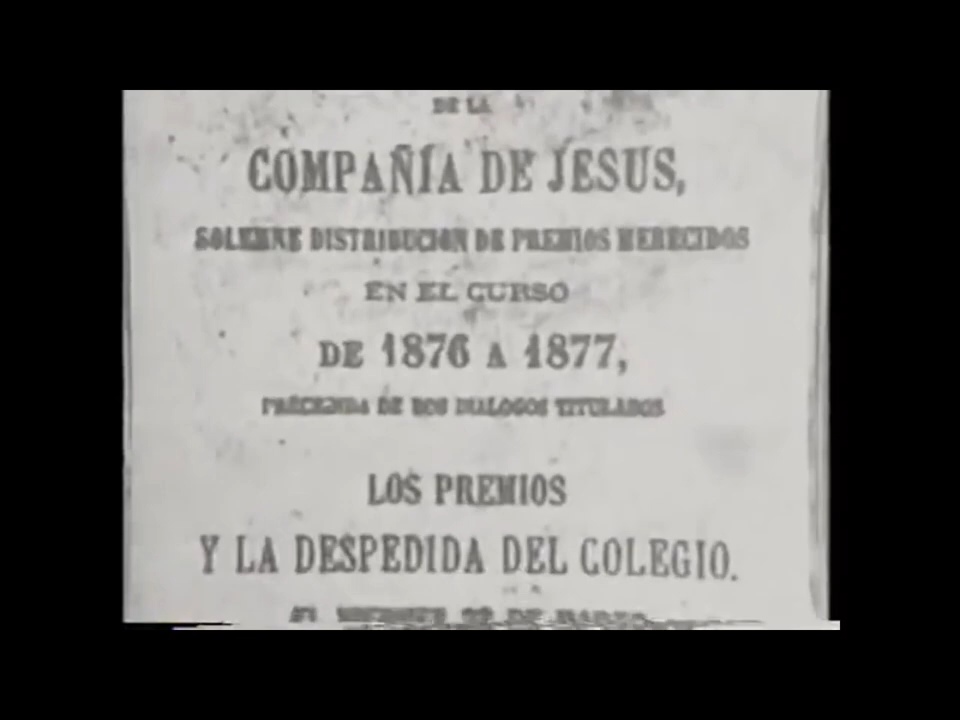 DE LA
COMPAÑÍA DE JESUS,
SOLEMNE DISTRIBUCION DE PREMIOS MERECIDOS
EN EL CURSO
DE 1876 A 1877,
PRECEDIDA DE DOS DIALOGOS TITULADOS
LOS PREMIOS
Y LA DESPEDIDA DEL COLEGIO.
DE